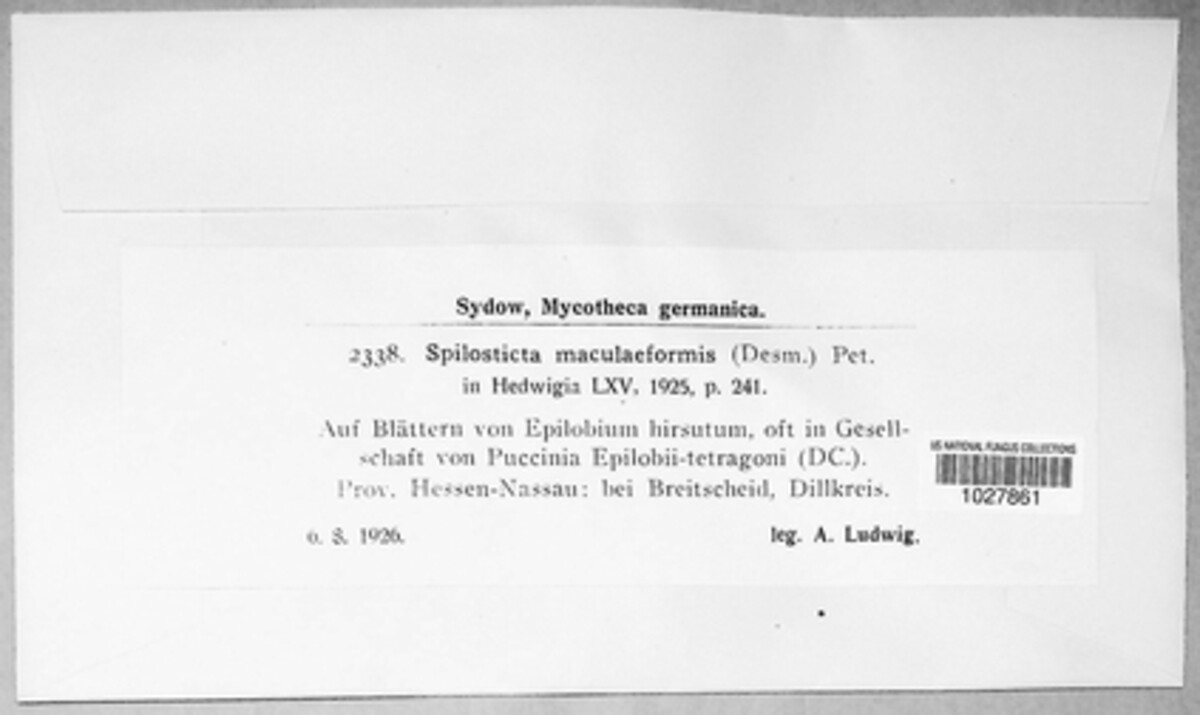 Sydow, Mycotheca germanica.
2338. Spilosticta maculaeformis (Desm.) Pet.
in Hedwigia LXV, 1925, p. 241.
Auf Blättern von Epilobium hirsutum, oft in Gesell-
schaft von Puccinia Epilobii-tetragoni (DC.).
Prov. Hessen-Nassau: bei Breitscheid, Dillkreis.
8. 1926.
leg. A. Ludwig.
US NATIONAL FUNGUS COLLECTIONS
1027861